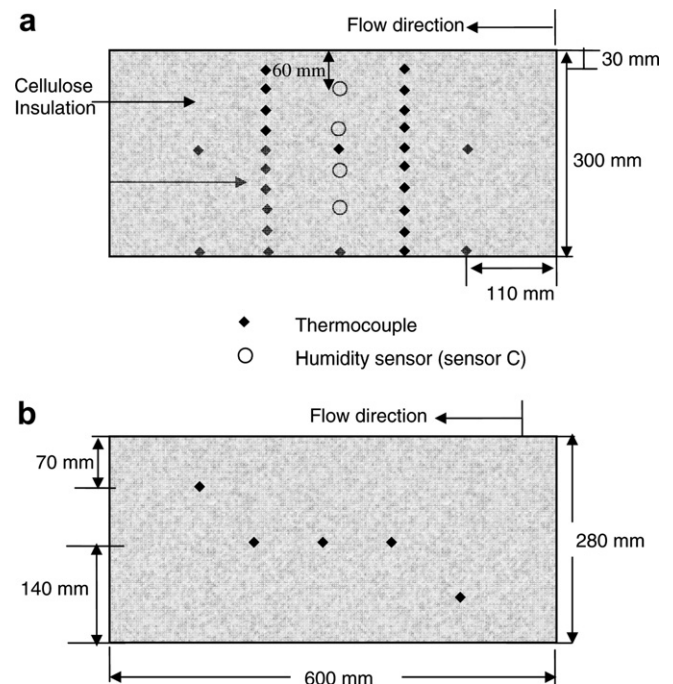 a
Flow direction
60 mm
30 mm
Cellulose
Insulation
300 mm
110 mm
Thermocouple
Humidity sensor (sensor C)
b
Flow direction
70 mm
280 mm
140 mm
600 mm